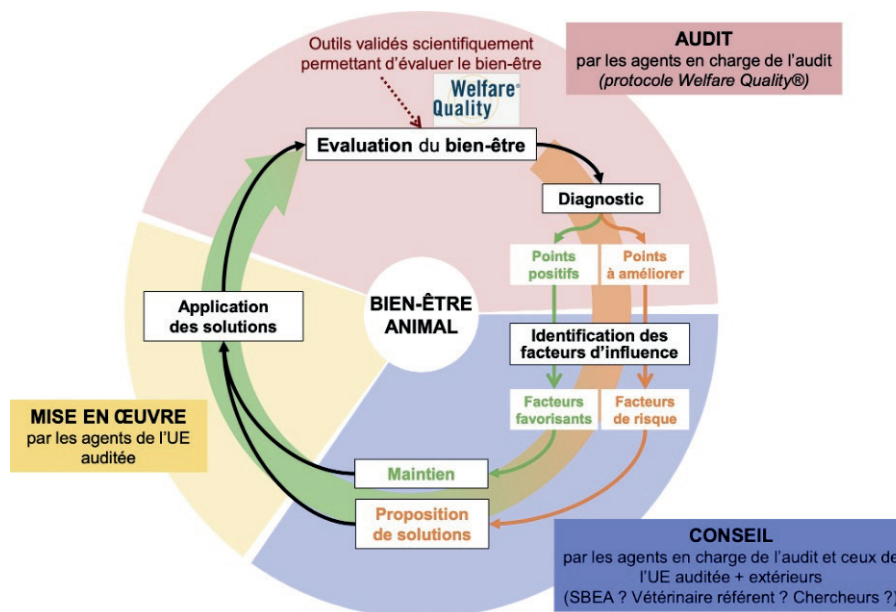 Outils validés scientifiquement
permettant d'évaluer le bien-être
Welfare®
Quality
AUDIT
par les agents en charge de l'audit
(protocole Welfare Quality®)
Evaluation du bien-être
Diagnostic
Points
positifs
Points
à améliorer
Application
des solutions
BIEN-ÊTRE
ANIMAL
Identification des
facteurs d'influence
Facteurs
favorisants
Facteurs
de risque
MISE EN ŒUVRE
par les agents de l'UE
auditée
Maintien
Proposition
de solutions
CONSEIL
par les agents en charge de l'audit et ceux de
l'UE auditée + extérieurs
(SBEA ? Vétérinaire référent ? Chercheurs ?)